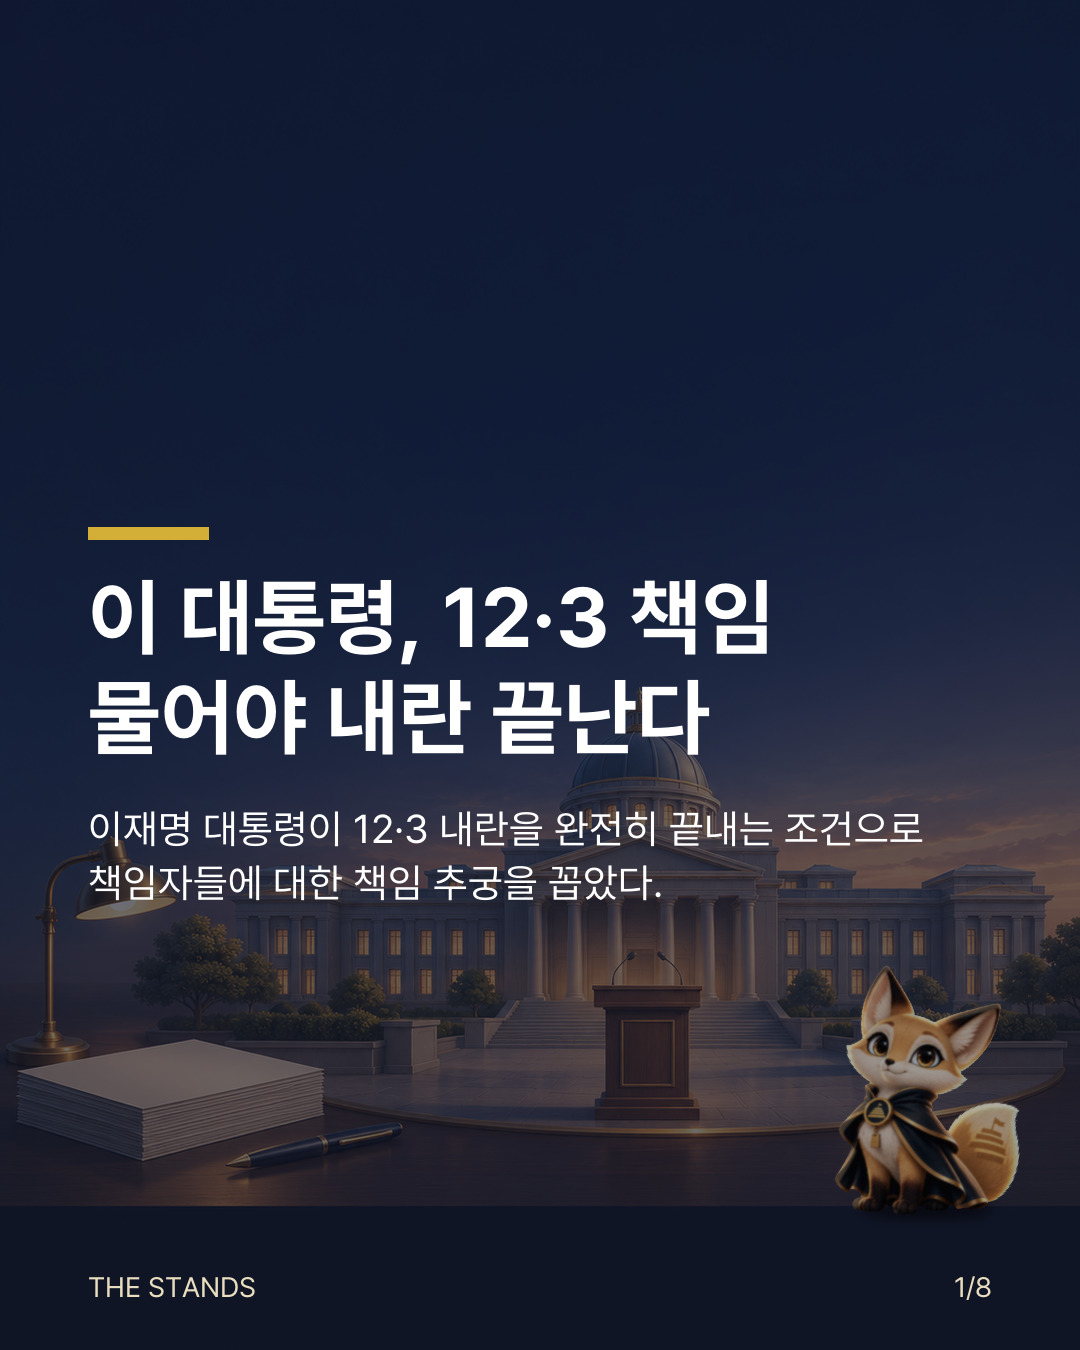 이 대통령, 12·3 책임
물어야 내란 끝난다
이재명 대통령이 12·3 내란을 완전히 끝내는 조건으로
책임자들에 대한 책임 추궁을 꼽았다.
THE STANDS
1/8